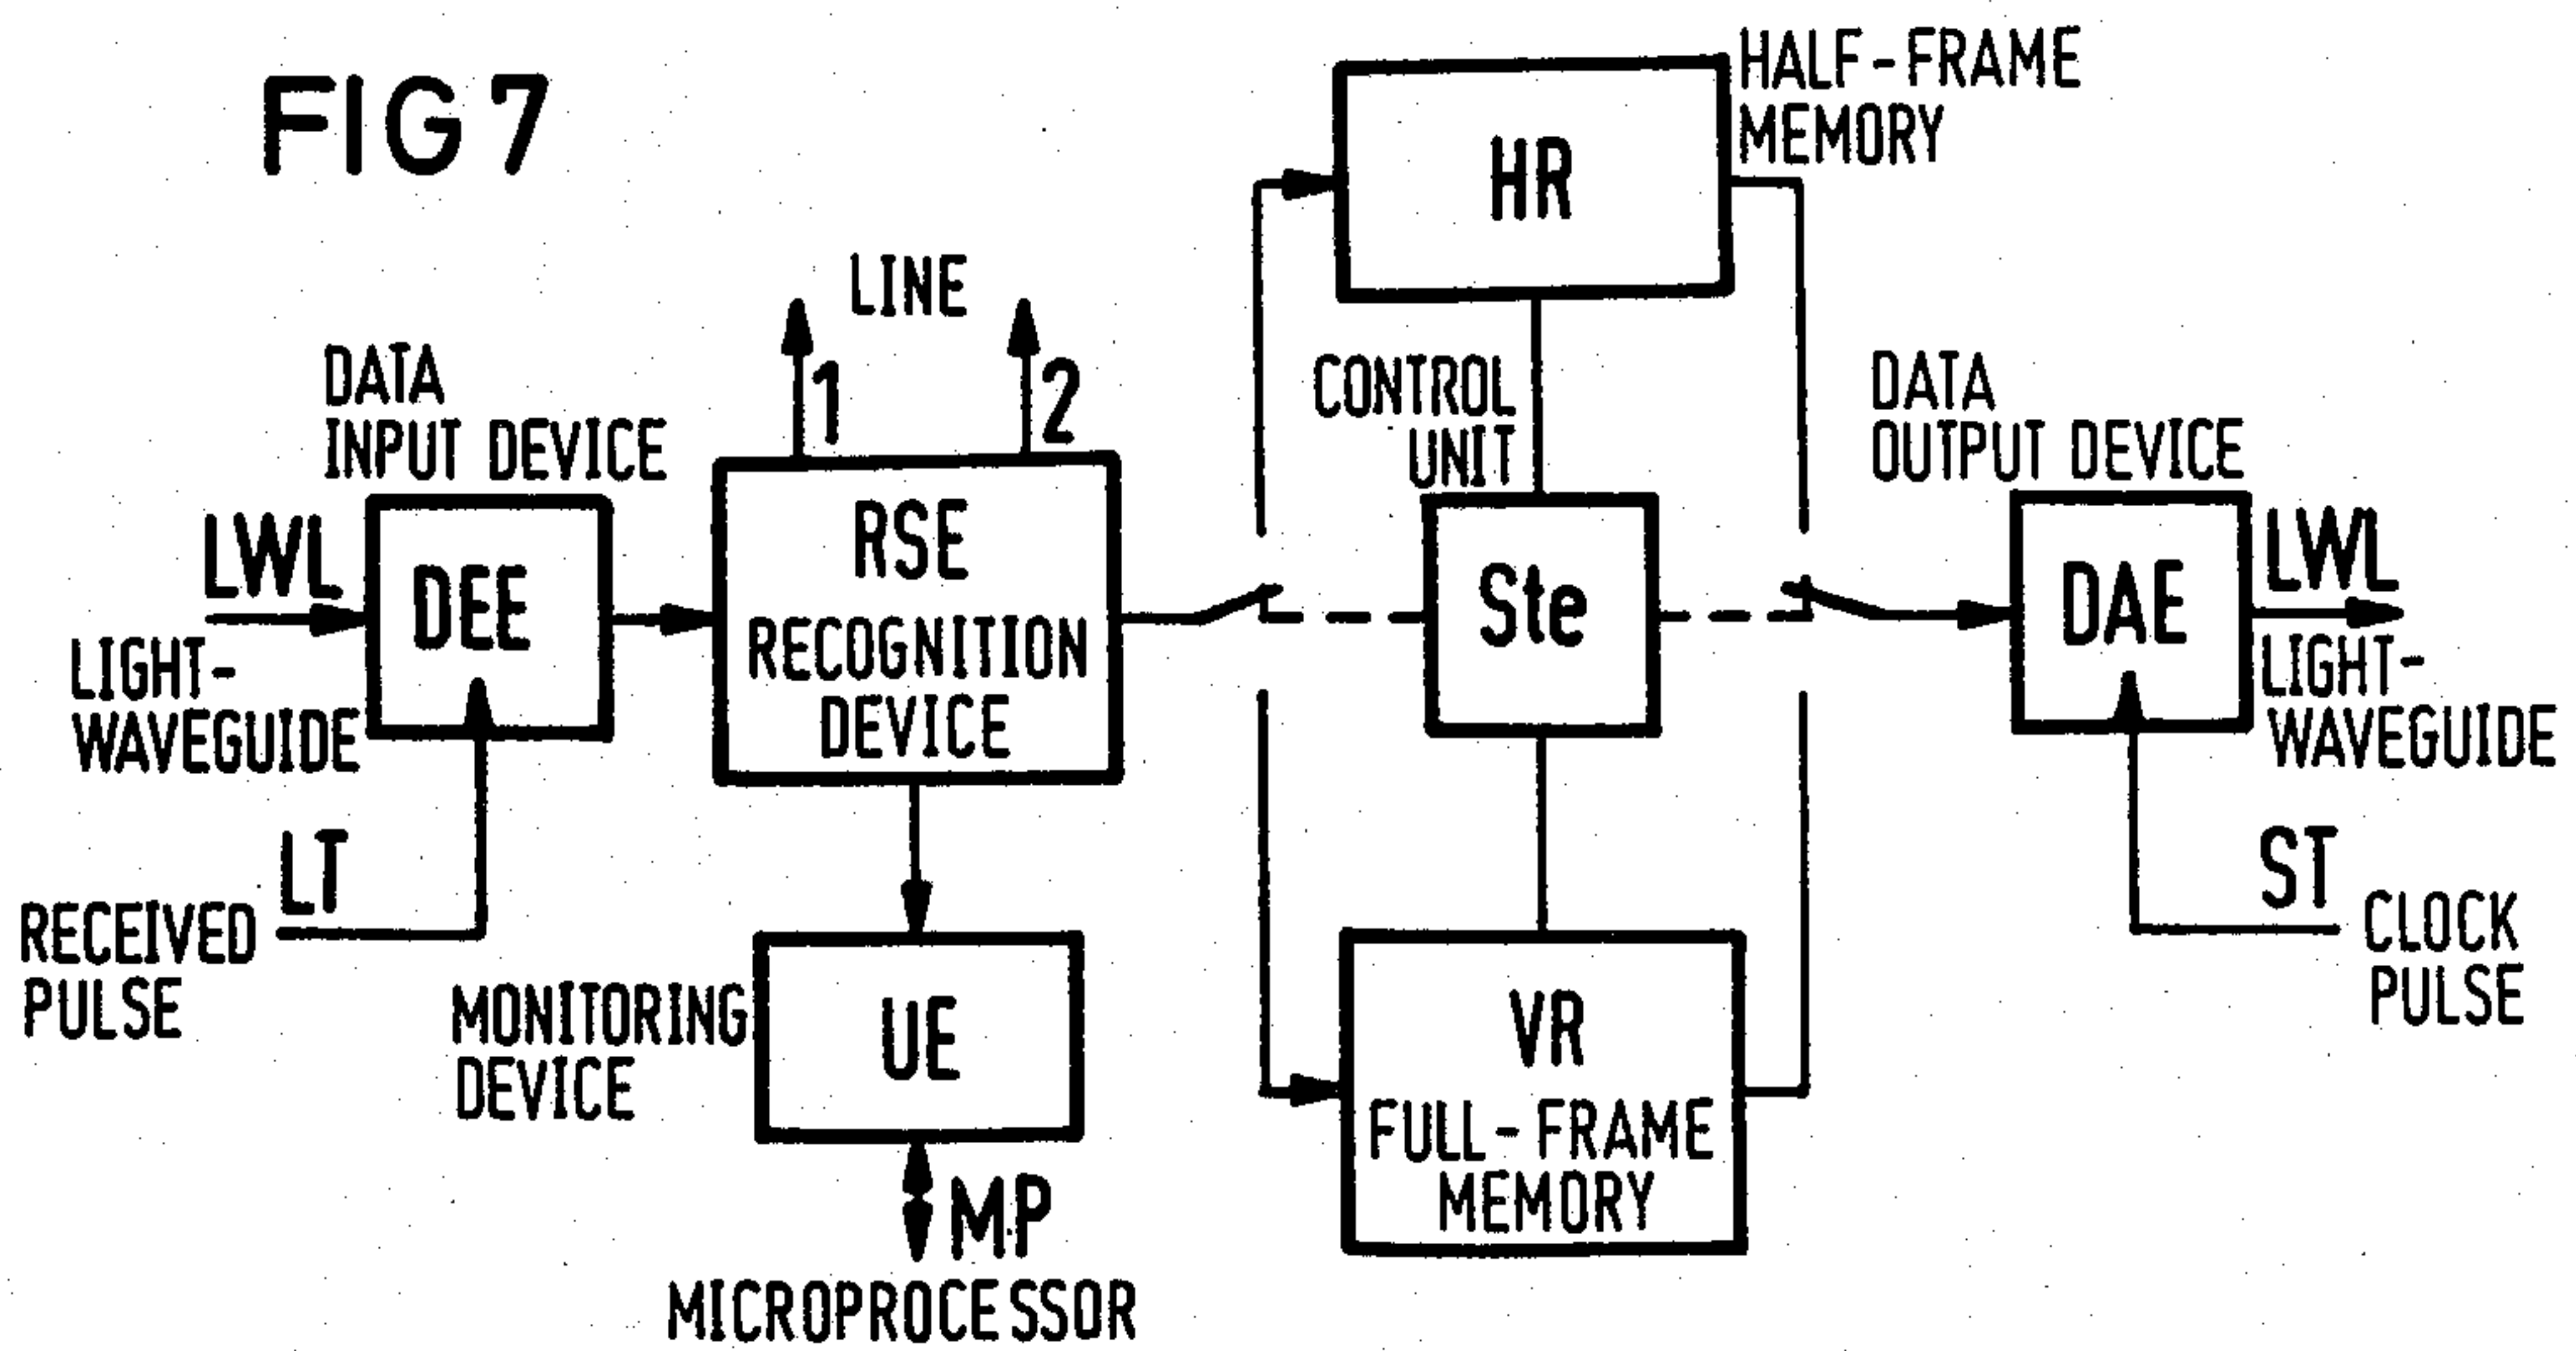 FIG 7
HALF-FRAME
MEMORY
HR
LINE
1
2
DATA
INPUT DEVICE
CONTROL
UNIT
DATA
OUTPUT DEVICE
LWL
DEE
RSE
RECOGNITION
DEVICE
Ste
DAE
LWL
LIGHT-
WAVEGUIDE
LIGHT-
WAVEGUIDE
LT
RECEIVED
PULSE
ST
CLOCK
PULSE
MONITORING
DEVICE
UE
VR
FULL-FRAME
MEMORY
MP
MICROPROCESSOR